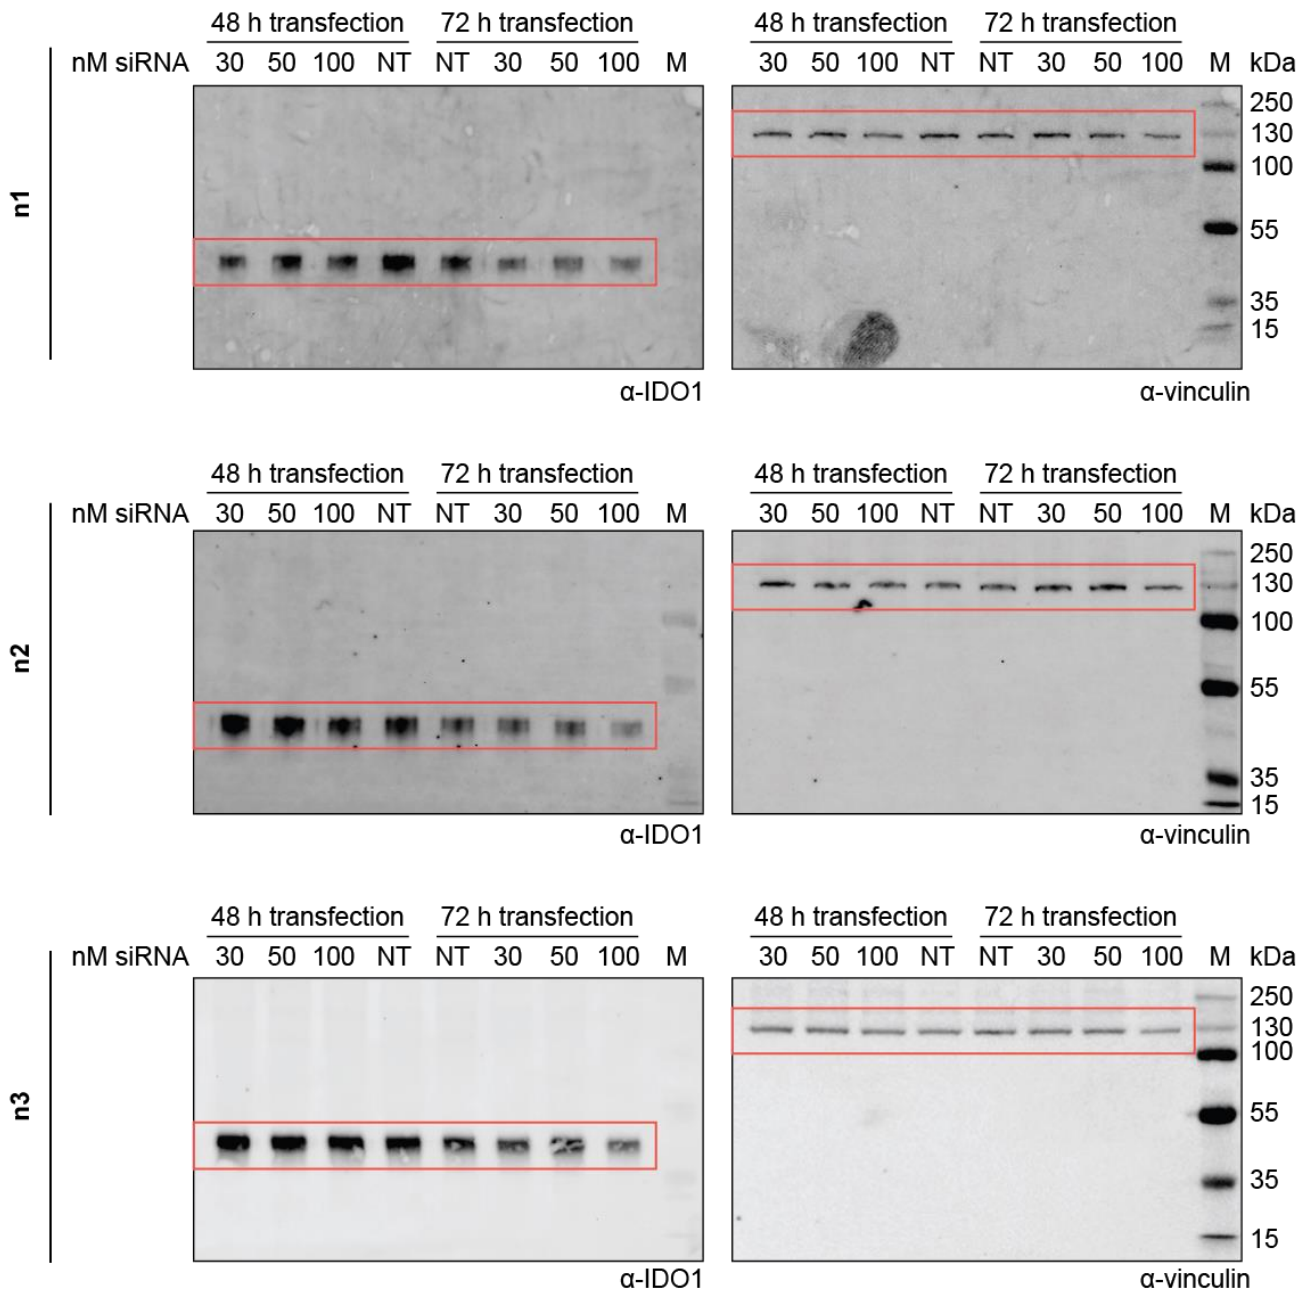 48 h transfection 72 h transfection 48 h transfection 72 h transfection
nM siRNA 30 50 100 NT NT 30 50 100 M 30 50 100 NT NT 30 50 100 M kDa
n1
250
130
100
55
35
15
α-IDO1 α-vinculin
48 h transfection 72 h transfection 48 h transfection 72 h transfection
nM siRNA 30 50 100 NT NT 30 50 100 M 30 50 100 NT NT 30 50 100 M kDa
n2
250
130
100
55
35
15
α-IDO1 α-vinculin
48 h transfection 72 h transfection 48 h transfection 72 h transfection
nM siRNA 30 50 100 NT NT 30 50 100 M 30 50 100 NT NT 30 50 100 M kDa
n3
250
130
100
55
35
15
α-IDO1 α-vinculin